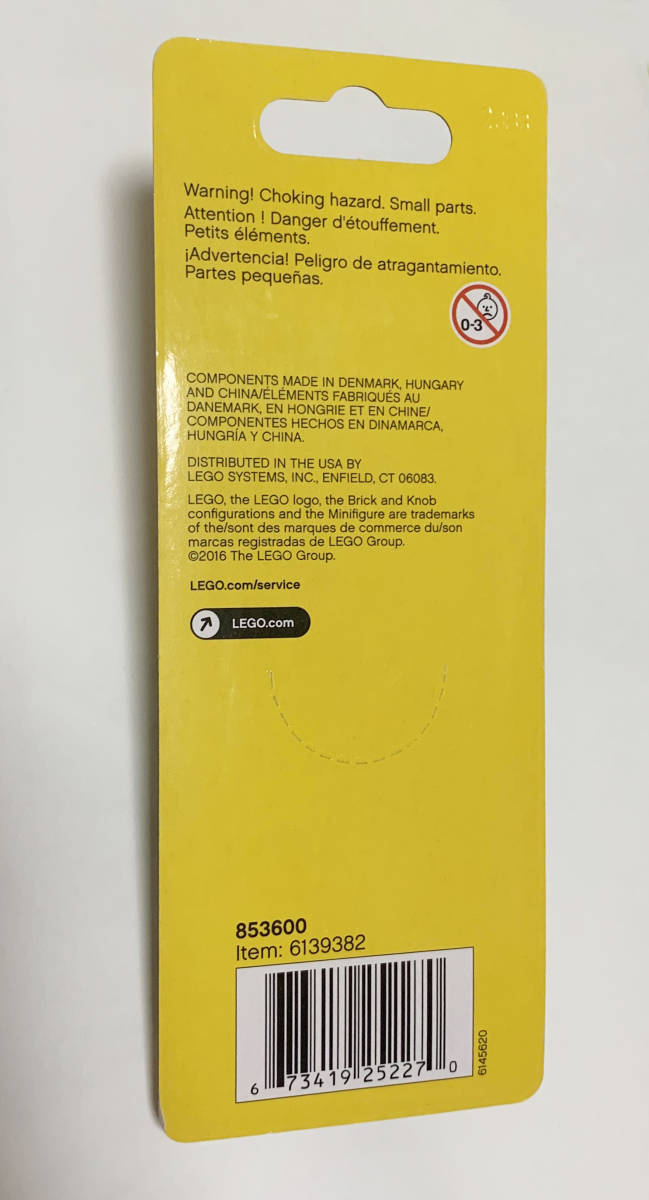 Warning! Choking hazard. Small parts.
Attention ! Danger d'étouffement.
Petits éléments.
¡Advertencia! Peligro de atragantamiento.
Partes pequeñas.
0-3
COMPONENTS MADE IN DENMARK, HUNGARY
AND CHINA/ÉLÉMENTS FABRIQUÉS AU
DANEMARK, EN HONGRIE ET EN CHINE/
COMPONENTES HECHOS EN DINAMARCA,
HUNGRÍA Y CHINA.
DISTRIBUTED IN THE USA BY
LEGO SYSTEMS, INC., ENFIELD, CT 06083.
LEGO, the LEGO logo, the Brick and Knob
configurations and the Minifigure are trademarks
of the/sont des marques de commerce du/son
marcas registradas de LEGO Group.
©2016 The LEGO Group.
LEGO.com/service
LEGO.com
853600
Item: 6139382
6 73419 25227 0
6145620